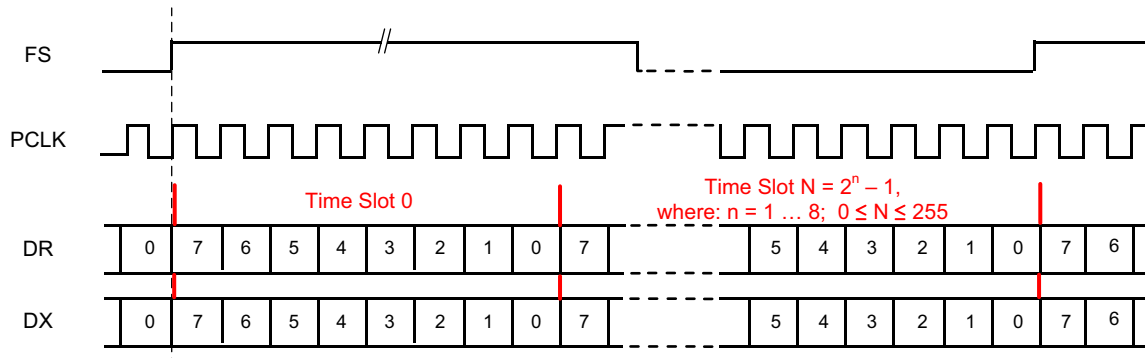 FS
PCLK
Time Slot 0
Time Slot N = 2ⁿ – 1,
where: n = 1 … 8; 0 ≤ N ≤ 255
DR 0 7 6 5 4 3 2 1 0 7 5 4 3 2 1 0 7 6
DX 0 7 6 5 4 3 2 1 0 7 5 4 3 2 1 0 7 6